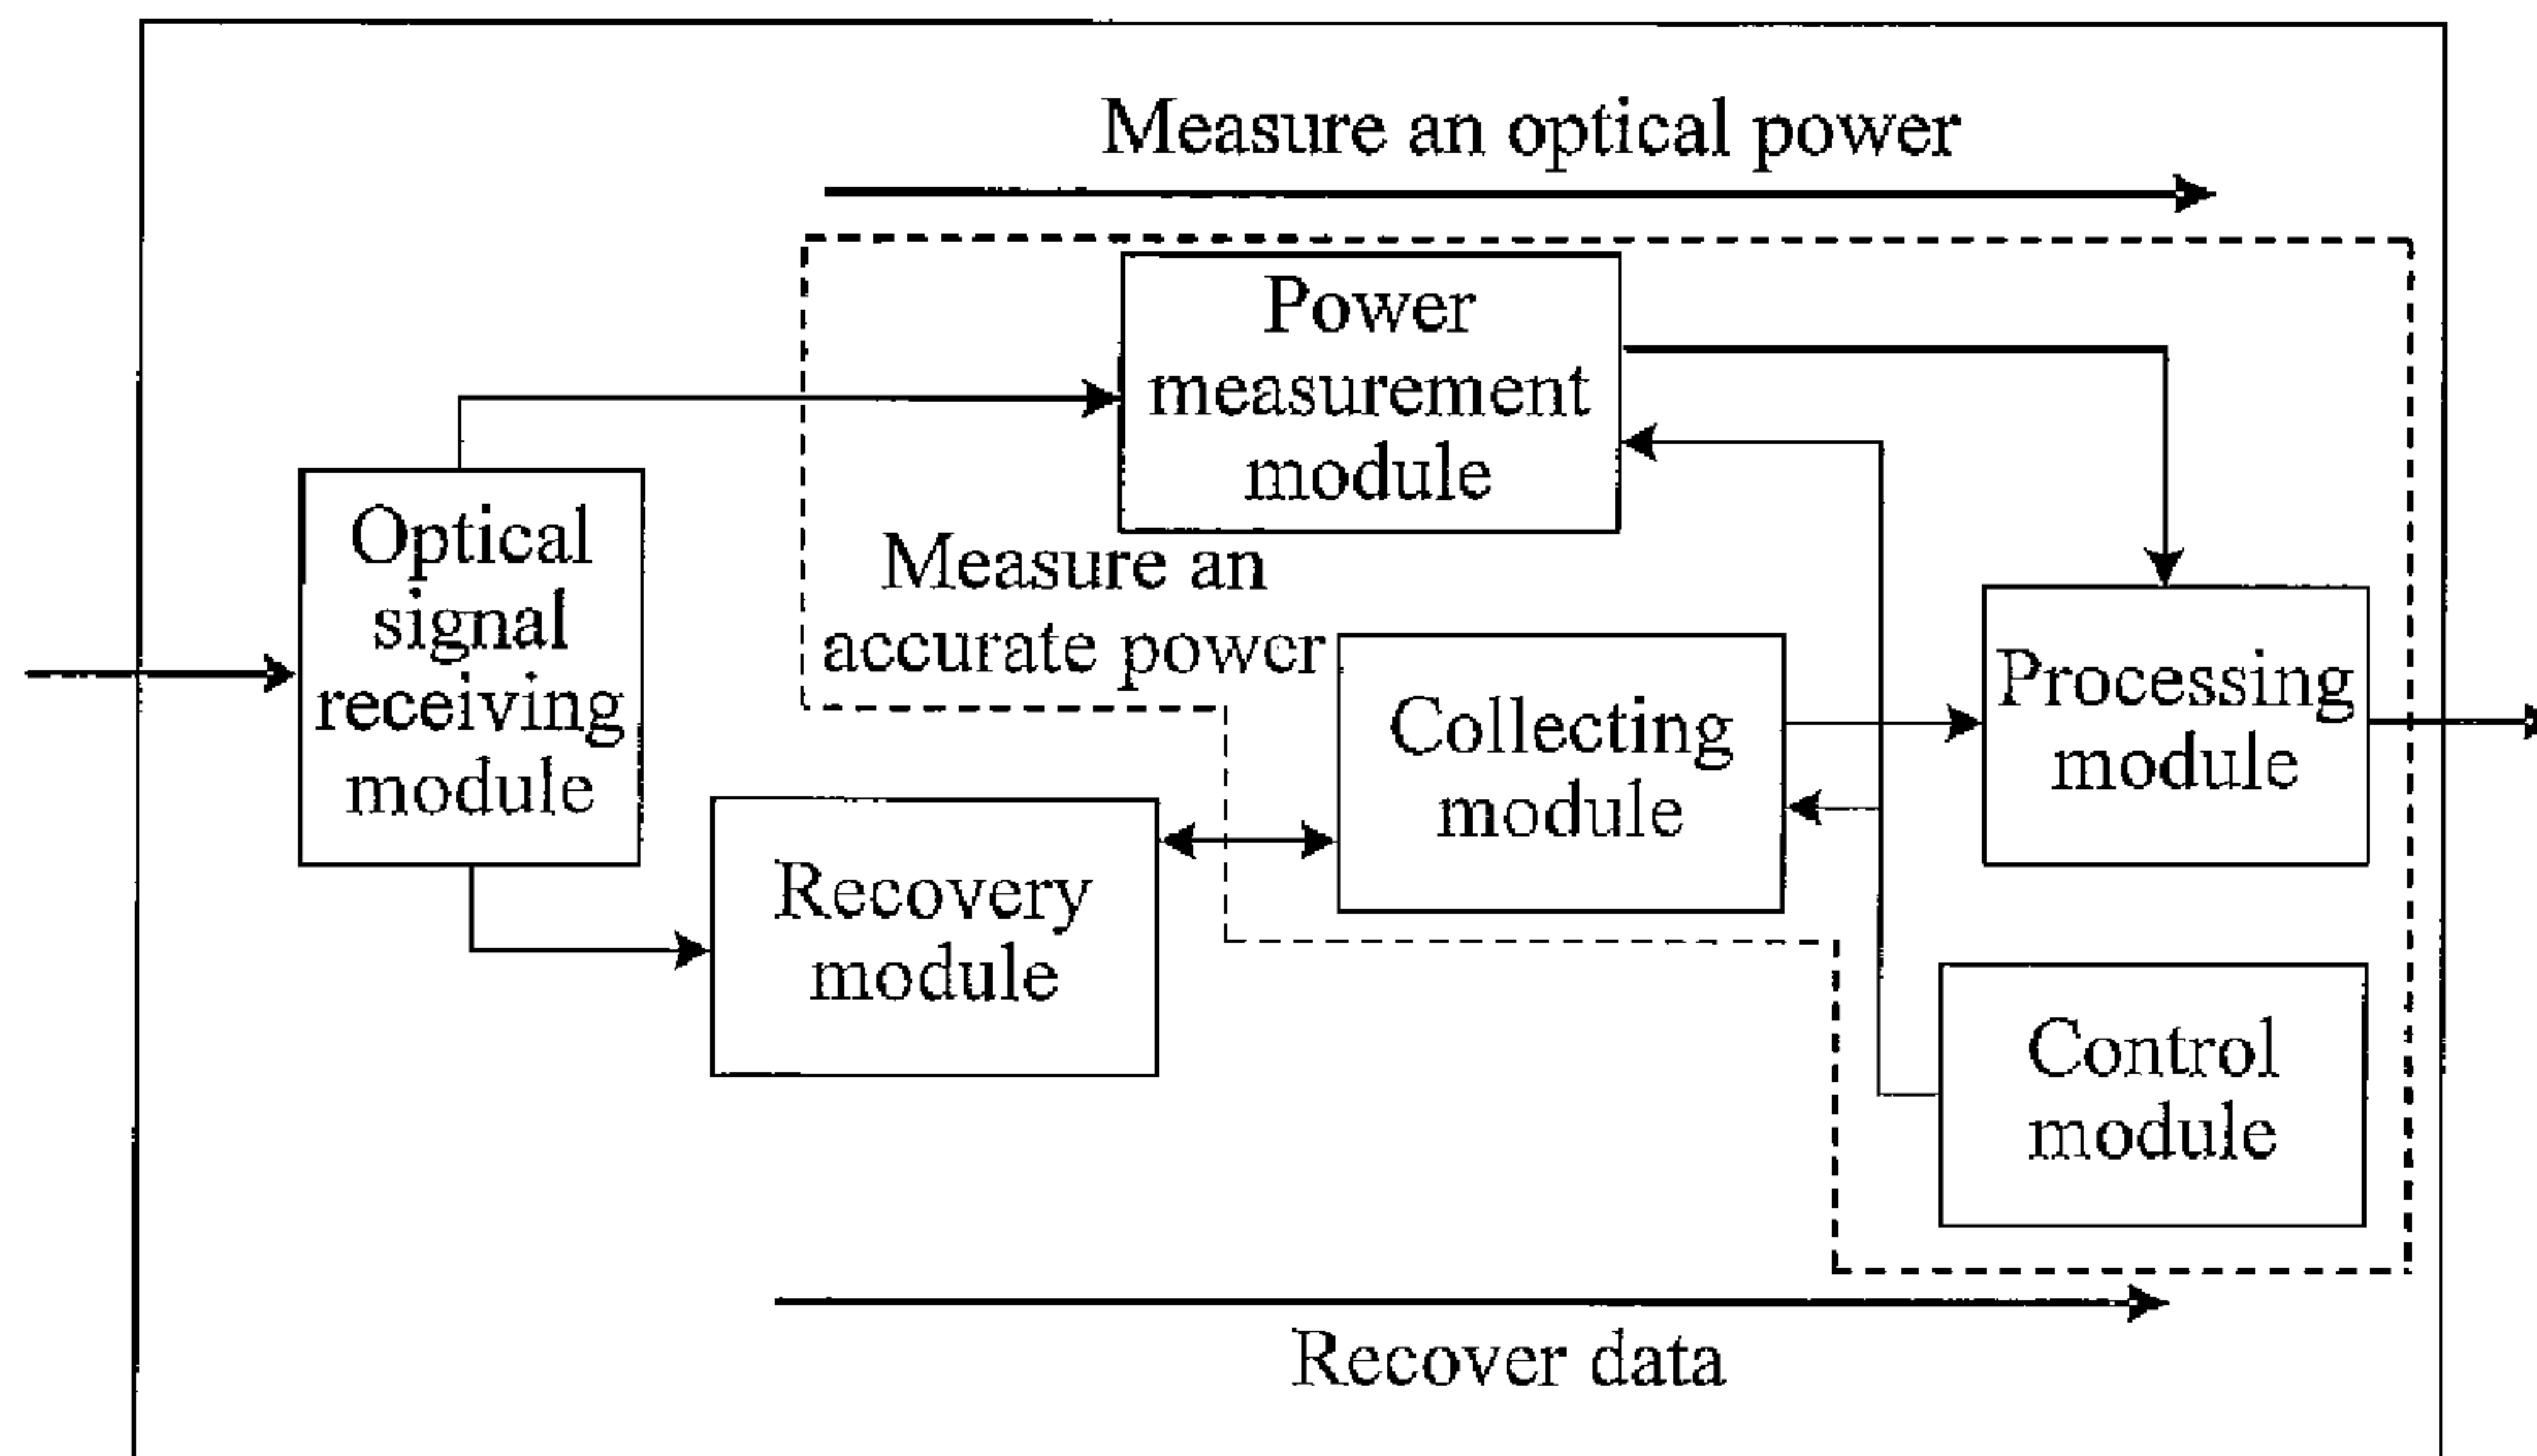 Measure an optical power
Power
measurement
module
Optical
signal
receiving
module
Measure an
accurate power
Collecting
module
Processing
module
Recovery
module
Control
module
Recover data